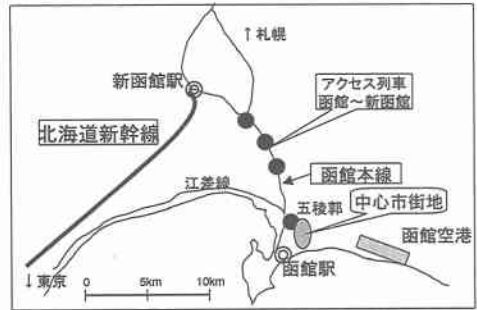 ↑札幌
新函館駅
アクセス列車
函館～新函館
北海道新幹線
函館本線
江差線
五稜郭
中心市街地
函館空港
函館駅
↓東京
0 5km 10km